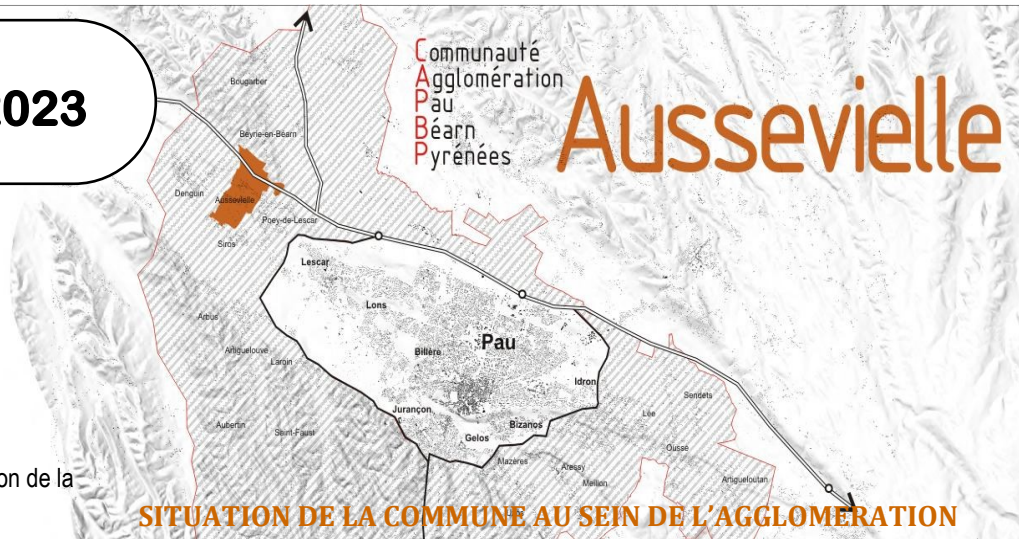 2023
Communauté
Agglomération
Pau
Béarn
Pyrénées
Aussevielle
Bougarber
Beyrie-en-Béarn
Denguin
Aussevielle
Poey-de-Lescar
Siros
Lescar
Lons
Arbus
Pau
Artiguelouve
Billère
Laroin
Idron
Sendets
Jurançon
Lée
Aubertin
Saint-Faust
Bizanos
Gelos
Ousse
Mazères
Aressy
Meillon
Artigueloutan
on de la
SITUATION DE LA COMMUNE AU SEIN DE L'AGGLOMERATION